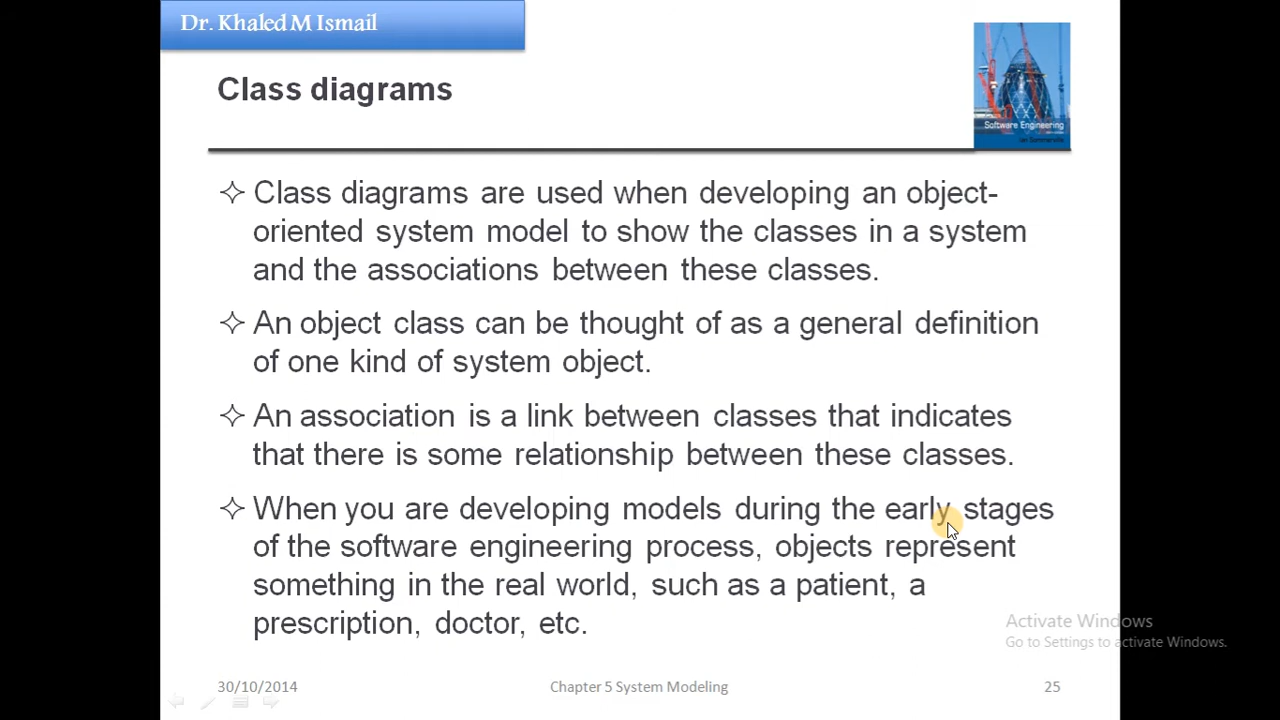 Dr. Khaled M Ismail
Class diagrams
Software Engineering
Ian Sommerville
✧ Class diagrams are used when developing an object-
oriented system model to show the classes in a system
and the associations between these classes.
✧ An object class can be thought of as a general definition
of one kind of system object.
✧ An association is a link between classes that indicates
that there is some relationship between these classes.
✧ When you are developing models during the early stages
of the software engineering process, objects represent
something in the real world, such as a patient, a
prescription, doctor, etc.
Activate Windows
Go to Settings to activate Windows.
30/10/2014
Chapter 5 System Modeling
25